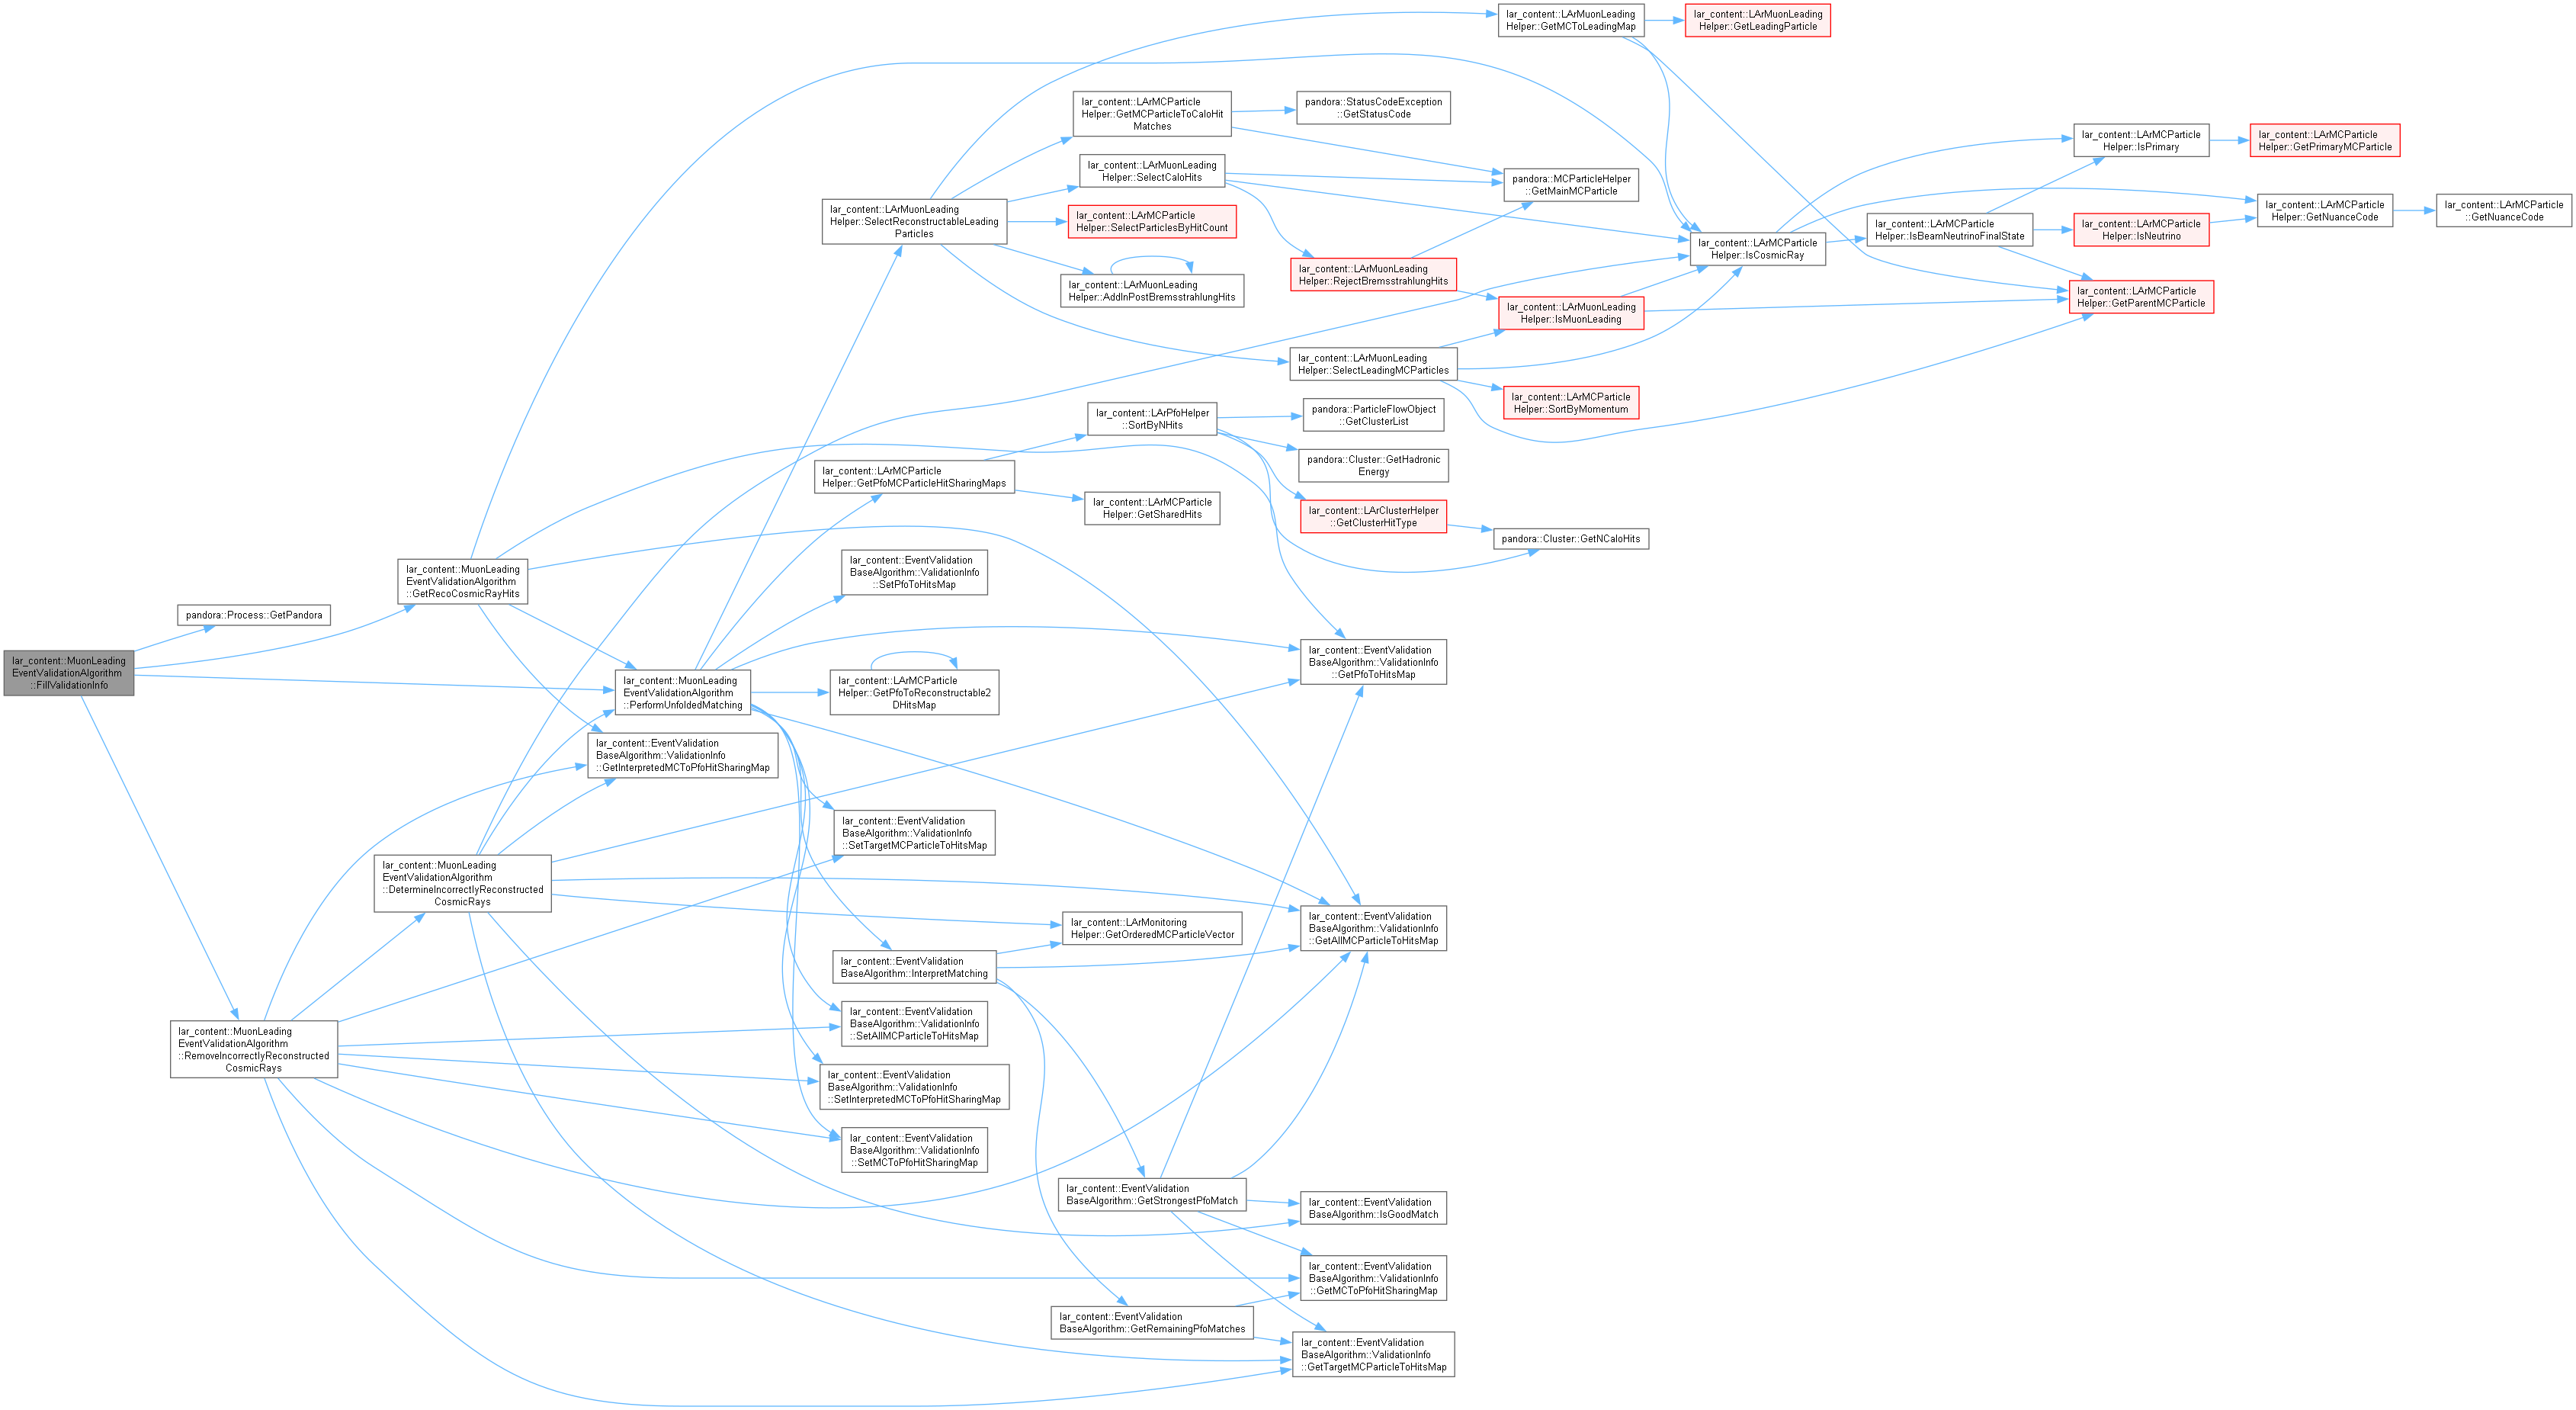 lar_content::MuonLeading
EventValidationAlgorithm
::FillValidationInfo
pandora::Process::GetPandora
lar_content::MuonLeading
EventValidationAlgorithm
::RemoveIncorrectlyReconstructed
CosmicRays
lar_content::MuonLeading
EventValidationAlgorithm
::GetRecoCosmicRayHits
lar_content::MuonLeading
EventValidationAlgorithm
::DetermineIncorrectlyReconstructed
CosmicRays
lar_content::MuonLeading
EventValidationAlgorithm
::PerformUnfoldedMatching
lar_content::EventValidation
BaseAlgorithm::ValidationInfo
::GetInterpretedMCToPfoHitSharingMap
lar_content::LArMuonLeading
Helper::SelectReconstructableLeading
Particles
lar_content::LArMCParticle
Helper::GetPfoMCParticleHitSharingMaps
lar_content::EventValidation
BaseAlgorithm::ValidationInfo
::SetPfoToHitsMap
lar_content::LArMCParticle
Helper::GetPfoToReconstructable2
DHitsMap
lar_content::EventValidation
BaseAlgorithm::ValidationInfo
::SetTargetMCParticleToHitsMap
lar_content::EventValidation
BaseAlgorithm::InterpretMatching
lar_content::EventValidation
BaseAlgorithm::ValidationInfo
::SetAllMCParticleToHitsMap
lar_content::EventValidation
BaseAlgorithm::ValidationInfo
::SetInterpretedMCToPfoHitSharingMap
lar_content::EventValidation
BaseAlgorithm::ValidationInfo
::SetMCToPfoHitSharingMap
lar_content::LArMCParticle
Helper::GetMCParticleToCaloHit
Matches
lar_content::LArMuonLeading
Helper::SelectCaloHits
lar_content::LArMCParticle
Helper::SelectParticlesByHitCount
lar_content::LArMuonLeading
Helper::AddInPostBremsstrahlungHits
lar_content::LArPfoHelper
::SortByNHits
lar_content::LArMCParticle
Helper::GetSharedHits
lar_content::LArMonitoring
Helper::GetOrderedMCParticleVector
lar_content::EventValidation
BaseAlgorithm::GetStrongestPfoMatch
lar_content::EventValidation
BaseAlgorithm::GetRemainingPfoMatches
pandora::StatusCodeException
::GetStatusCode
lar_content::LArMuonLeading
Helper::RejectBremsstrahlungHits
lar_content::LArMuonLeading
Helper::SelectLeadingMCParticles
pandora::ParticleFlowObject
::GetClusterList
pandora::Cluster::GetHadronic
Energy
lar_content::LArClusterHelper
::GetClusterHitType
lar_content::EventValidation
BaseAlgorithm::ValidationInfo
::GetPfoToHitsMap
lar_content::EventValidation
BaseAlgorithm::ValidationInfo
::GetAllMCParticleToHitsMap
lar_content::EventValidation
BaseAlgorithm::IsGoodMatch
lar_content::EventValidation
BaseAlgorithm::ValidationInfo
::GetMCToPfoHitSharingMap
lar_content::EventValidation
BaseAlgorithm::ValidationInfo
::GetTargetMCParticleToHitsMap
lar_content::LArMuonLeading
Helper::GetMCToLeadingMap
pandora::MCParticleHelper
::GetMainMCParticle
lar_content::LArMuonLeading
Helper::IsMuonLeading
lar_content::LArMCParticle
Helper::SortByMomentum
pandora::Cluster::GetNCaloHits
lar_content::LArMuonLeading
Helper::GetLeadingParticle
lar_content::LArMCParticle
Helper::IsCosmicRay
lar_content::LArMCParticle
Helper::IsBeamNeutrinoFinalState
lar_content::LArMCParticle
Helper::IsPrimary
lar_content::LArMCParticle
Helper::IsNeutrino
lar_content::LArMCParticle
Helper::GetParentMCParticle
lar_content::LArMCParticle
Helper::GetPrimaryMCParticle
lar_content::LArMCParticle
Helper::GetNuanceCode
lar_content::LArMCParticle
::GetNuanceCode